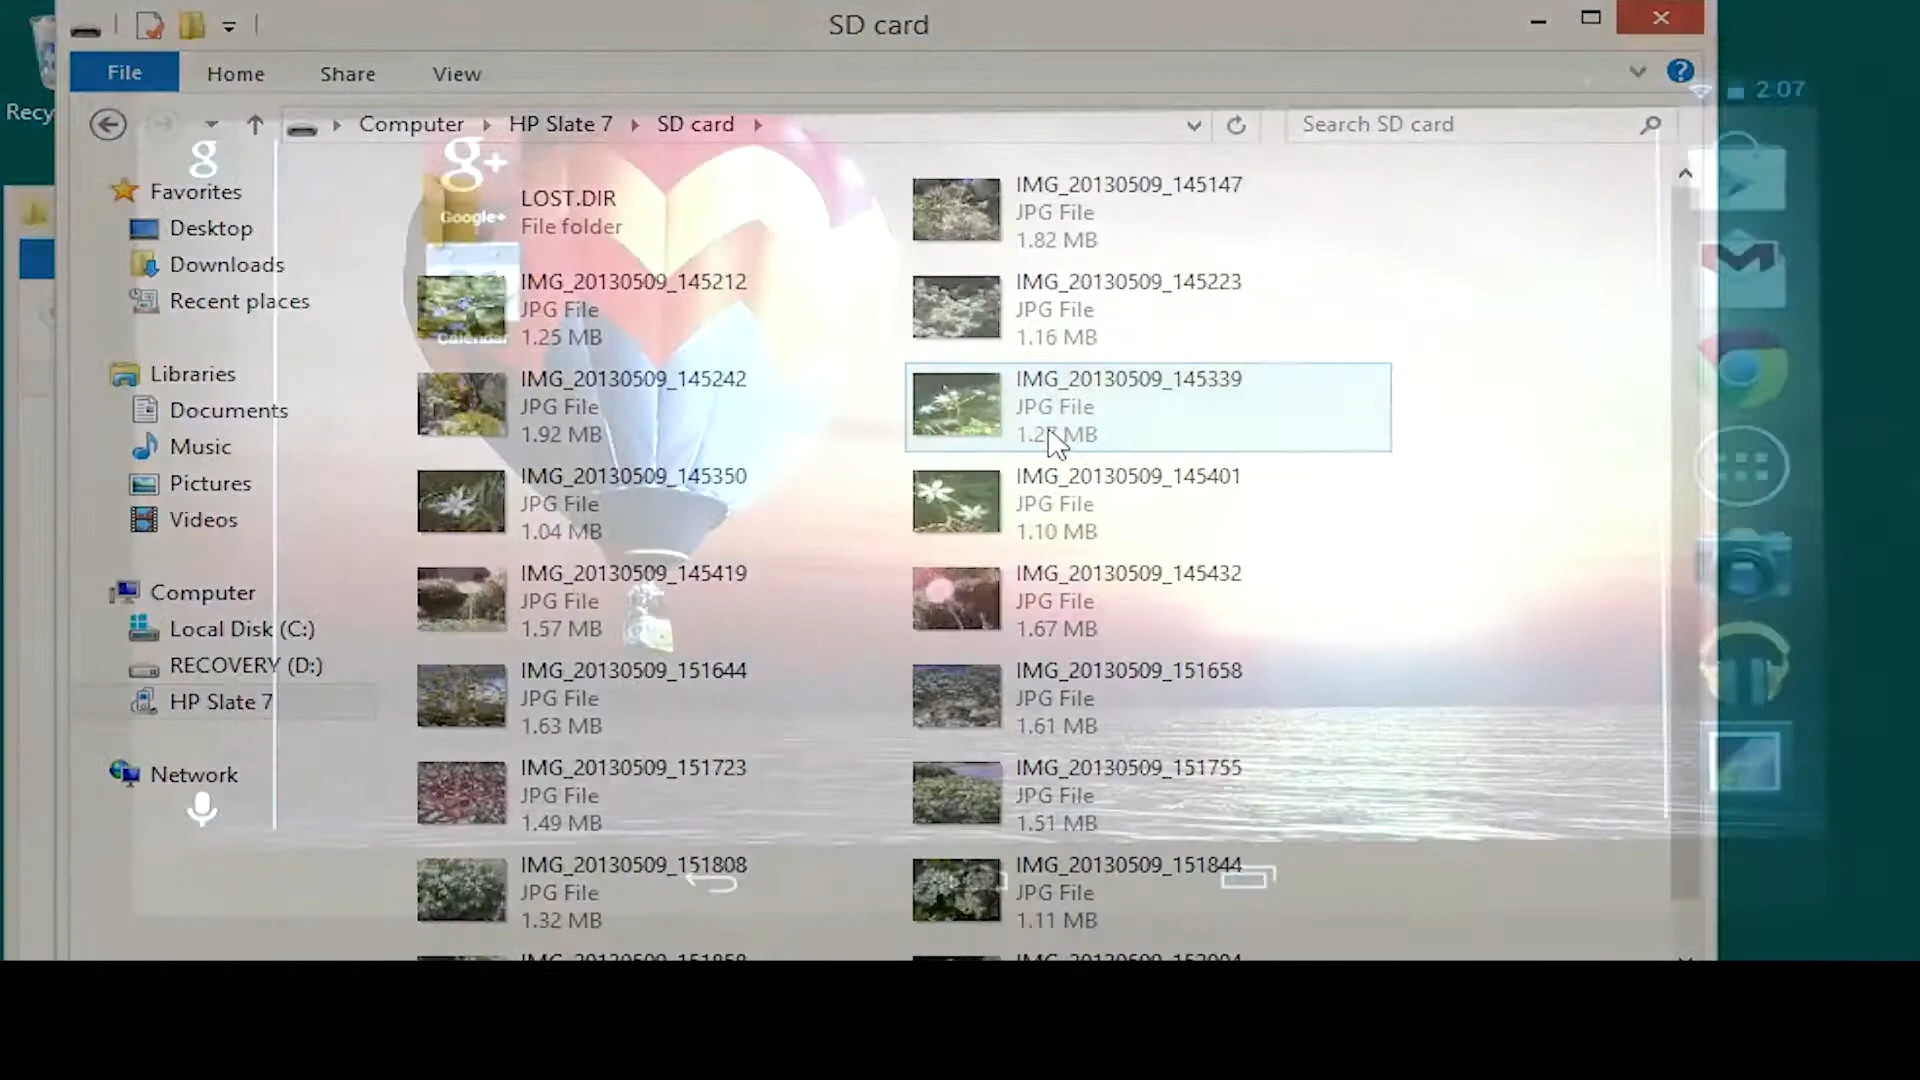 SD card
File Home Share View
2:07
Recy
Computer HP Slate 7 SD card
Search SD card
g
g+
Google+
Calendar
Favorites
Desktop
Downloads
Recent places
Libraries
Documents
Music
Pictures
Videos
Computer
Local Disk (C:)
RECOVERY (D:)
HP Slate 7
Network
LOST.DIR
File folder
IMG_20130509_145147
JPG File
1.82 MB
IMG_20130509_145212
JPG File
1.25 MB
IMG_20130509_145223
JPG File
1.16 MB
IMG_20130509_145242
JPG File
1.92 MB
IMG_20130509_145339
JPG File
MB
IMG_20130509_145350
JPG File
1.04 MB
IMG_20130509_145401
JPG File
1.10 MB
IMG_20130509_145419
JPG File
1.57 MB
IMG_20130509_145432
JPG File
1.67 MB
IMG_20130509_151644
JPG File
1.63 MB
IMG_20130509_151658
JPG File
1.61 MB
IMG_20130509_151723
JPG File
1.49 MB
IMG_20130509_151755
JPG File
1.51 MB
IMG_20130509_151808
JPG File
1.32 MB
IMG_20130509_151844
JPG File
1.11 MB